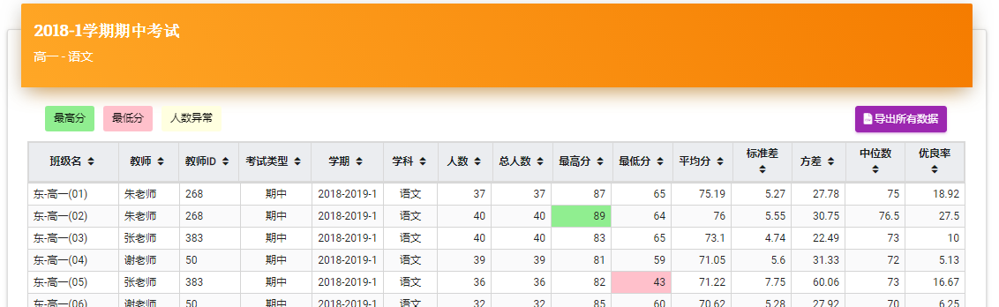 2018-1学期期中考试
高一 - 语文
最高分 最低分 人数异常 导出所有数据
班级名 教师 教师ID 考试类型 学期 学科 人数 总人数 最高分 最低分 平均分 标准差 方差 中位数 优良率
东-高一(01) 朱老师 268 期中 2018-2019-1 语文 37 37 87 65 75.19 5.27 27.78 75 18.92
东-高一(02) 朱老师 268 期中 2018-2019-1 语文 40 40 89 64 76 5.55 30.75 76.5 27.5
东-高一(03) 张老师 383 期中 2018-2019-1 语文 40 40 83 65 73.1 4.74 22.49 73 10
东-高一(04) 谢老师 50 期中 2018-2019-1 语文 39 39 81 59 71.05 5.6 31.33 72 5.13
东-高一(05) 张老师 383 期中 2018-2019-1 语文 36 36 82 43 71.22 7.75 60.06 73 16.67
东-高一(06) 谢老师 50 期中 2018-2019-1 语文 32 32 85 60 70.62 5.28 27.92 70 6.25